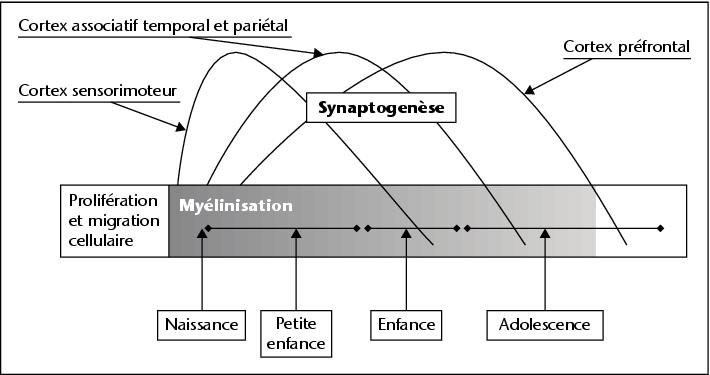 Cortex associatif temporal et pariétal
Cortex préfrontal
Cortex sensorimoteur
Synaptogenèse
Prolifération
et migration
cellulaire
Myélinisation
Naissance
Petite
enfance
Enfance
Adolescence